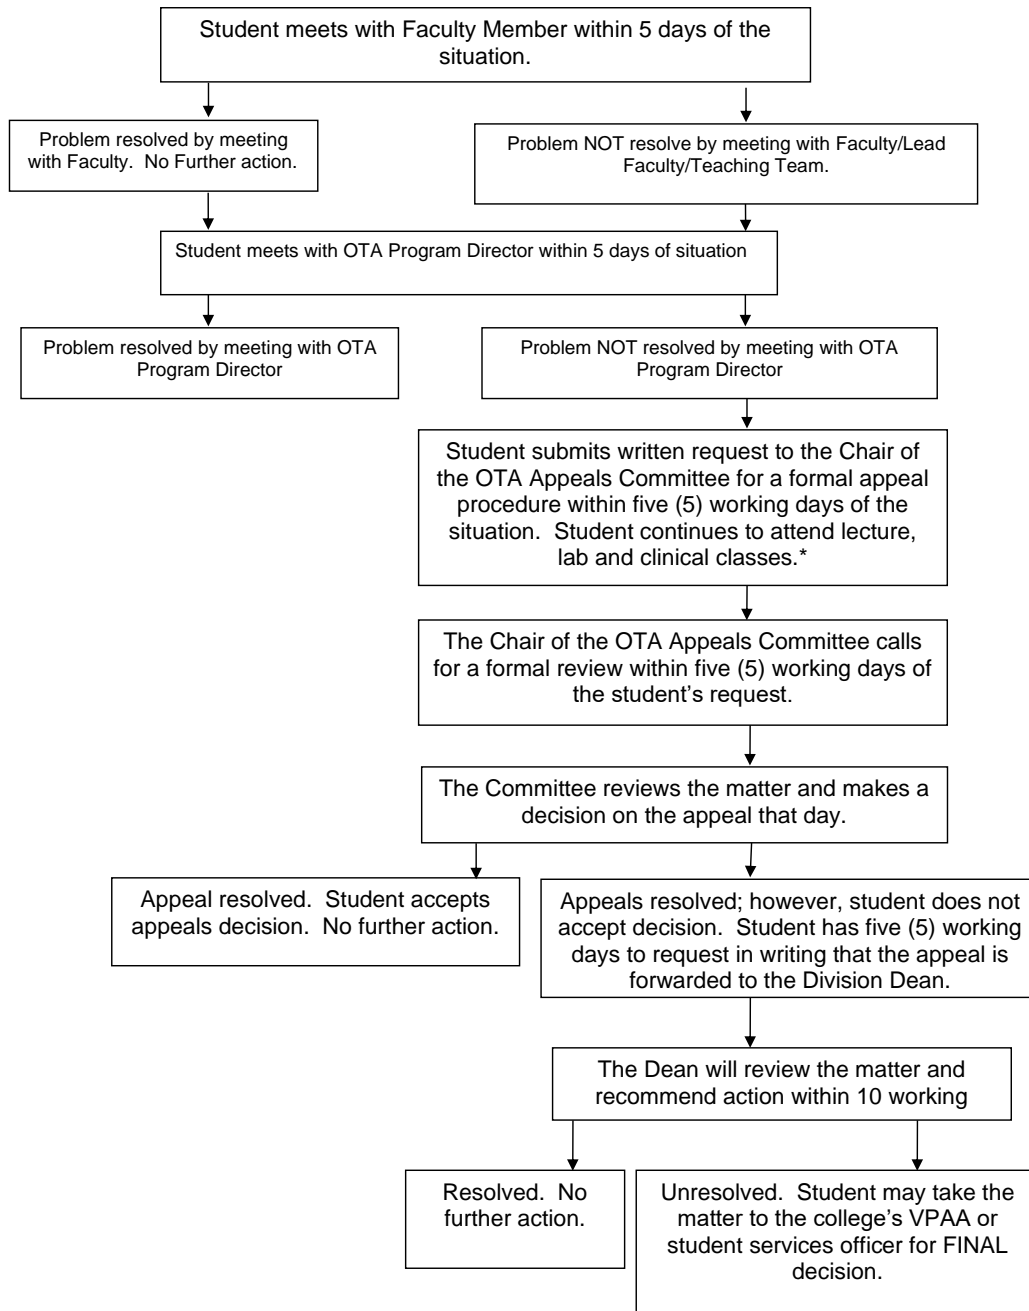 Student meets with Faculty Member within 5 days of the
situation.
Problem resolved by meeting
with Faculty.  No Further action.
Problem NOT resolve by meeting with Faculty/Lead
Faculty/Teaching Team.
Student meets with OTA Program Director within 5 days of situation
Problem resolved by meeting with OTA
Program Director
Problem NOT resolved by meeting with OTA
Program Director
Student submits written request to the Chair of
the OTA Appeals Committee for a formal appeal
procedure within five (5) working days of the
situation.  Student continues to attend lecture,
lab and clinical classes.*
The Chair of the OTA Appeals Committee calls
for a formal review within five (5) working days of
the student’s request.
The Committee reviews the matter and makes a
decision on the appeal that day.
Appeal resolved.  Student accepts
appeals decision.  No further action.
Appeals resolved; however, student does not
accept decision.  Student has five (5) working
days to request in writing that the appeal is
forwarded to the Division Dean.
The Dean will review the matter and
recommend action within 10 working
Resolved.  No
further action.
Unresolved.  Student may take the
matter to the college’s VPAA or
student services officer for FINAL
decision.